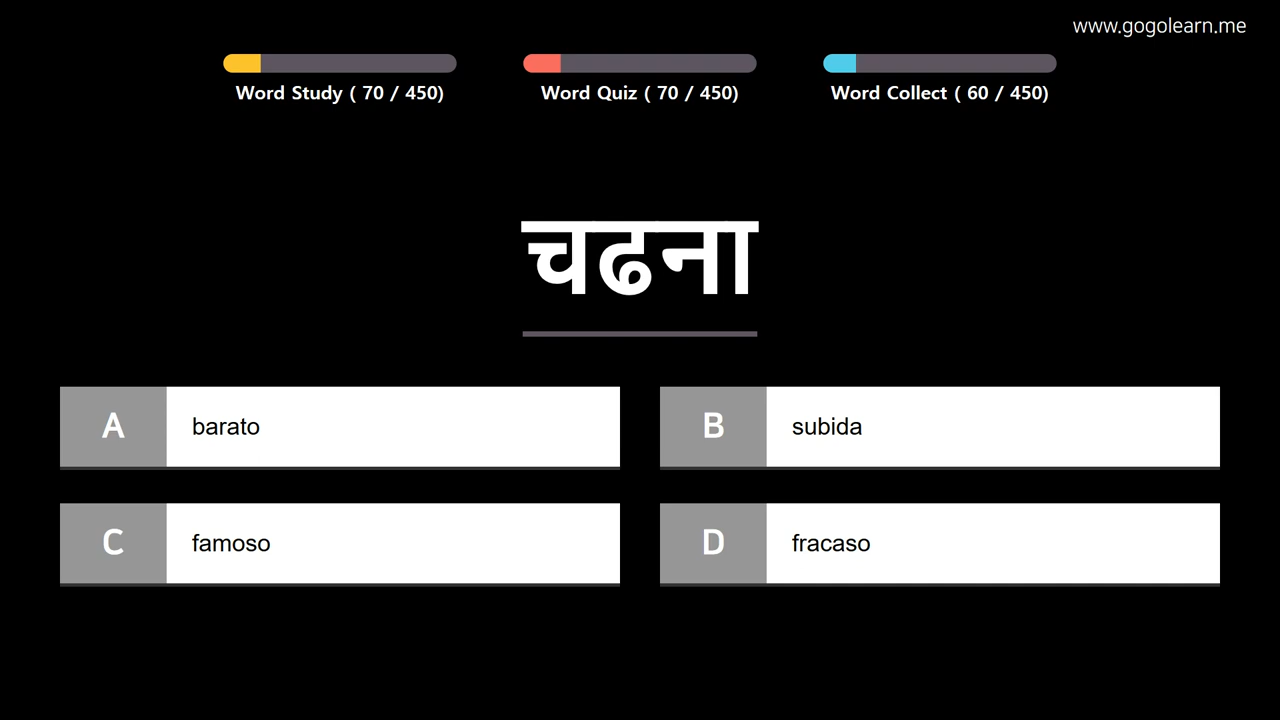 www.gogolearn.me
Word Study ( 70 / 450)
Word Quiz ( 70 / 450)
Word Collect ( 60 / 450)
चढना
A barato
B subida
C famoso
D fracaso